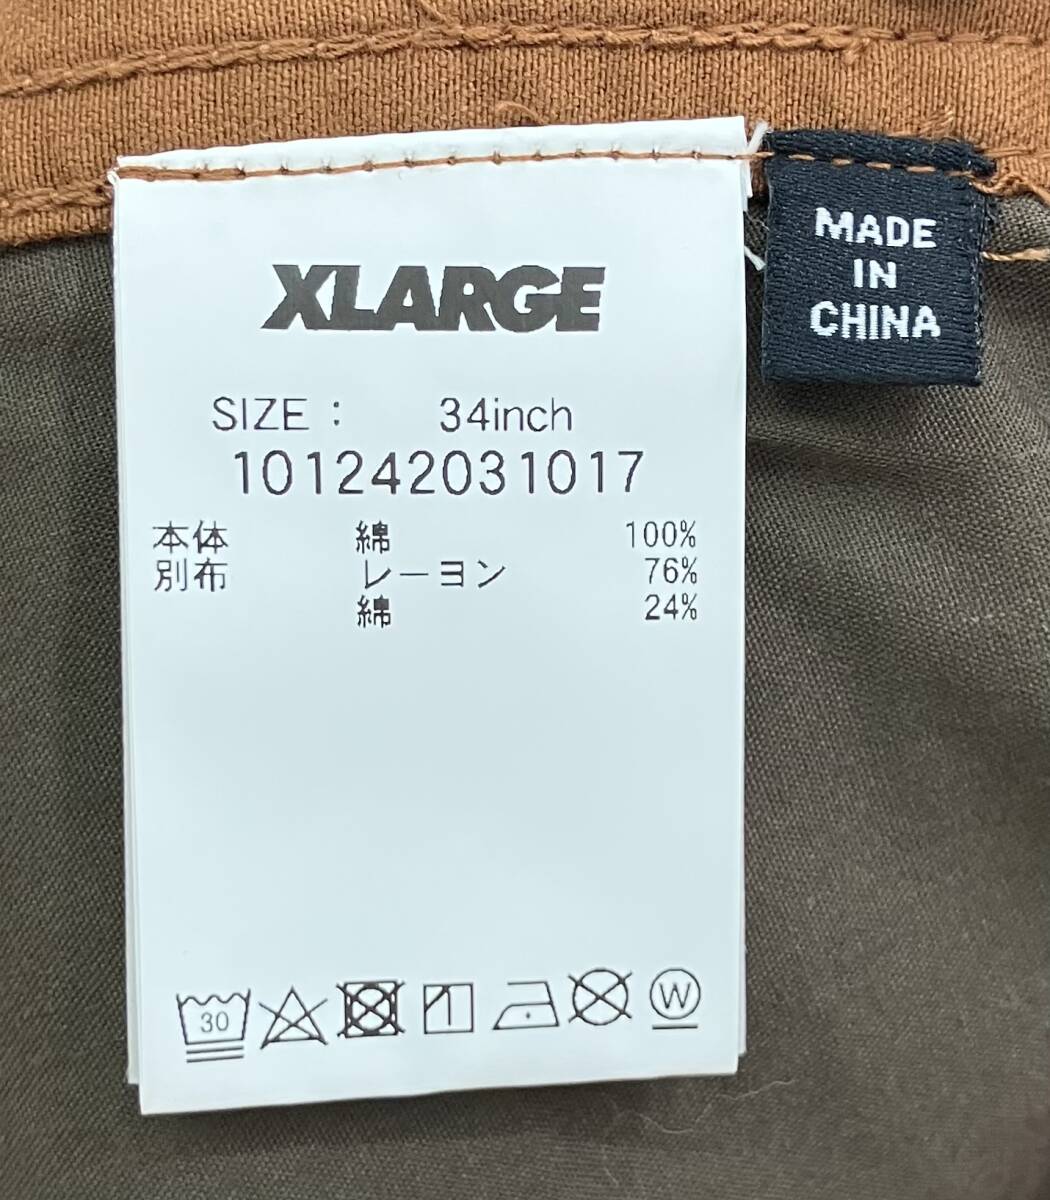 XLARGE
SIZE : 34inch
101242031017
本体 綿 100%
別布 レーヨン 76%
綿 24%
30
W
MADE
IN
CHINA